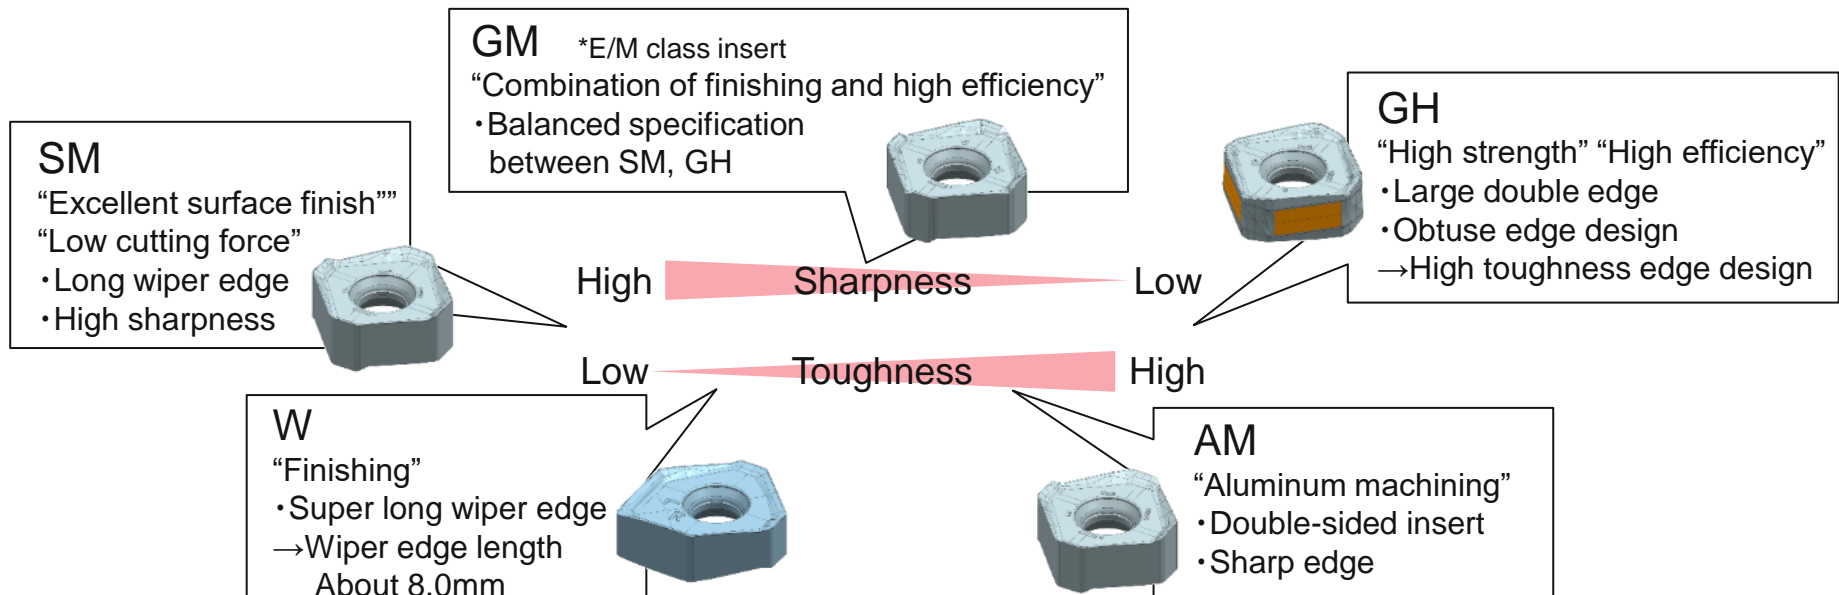 GM *E/M class insert
“Combination of finishing and high efficiency”
・Balanced specification
between SM, GH
GH
“High strength” “High efficiency”
・Large double edge
・Obtuse edge design
→High toughness edge design
SM
“Excellent surface finish””
“Low cutting force”
・Long wiper edge
・High sharpness
High Sharpness Low
Low Toughness High
W
“Finishing”
・Super long wiper edge
→Wiper edge length
About 8.0mm
AM
“Aluminum machining”
・Double-sided insert
・Sharp edge